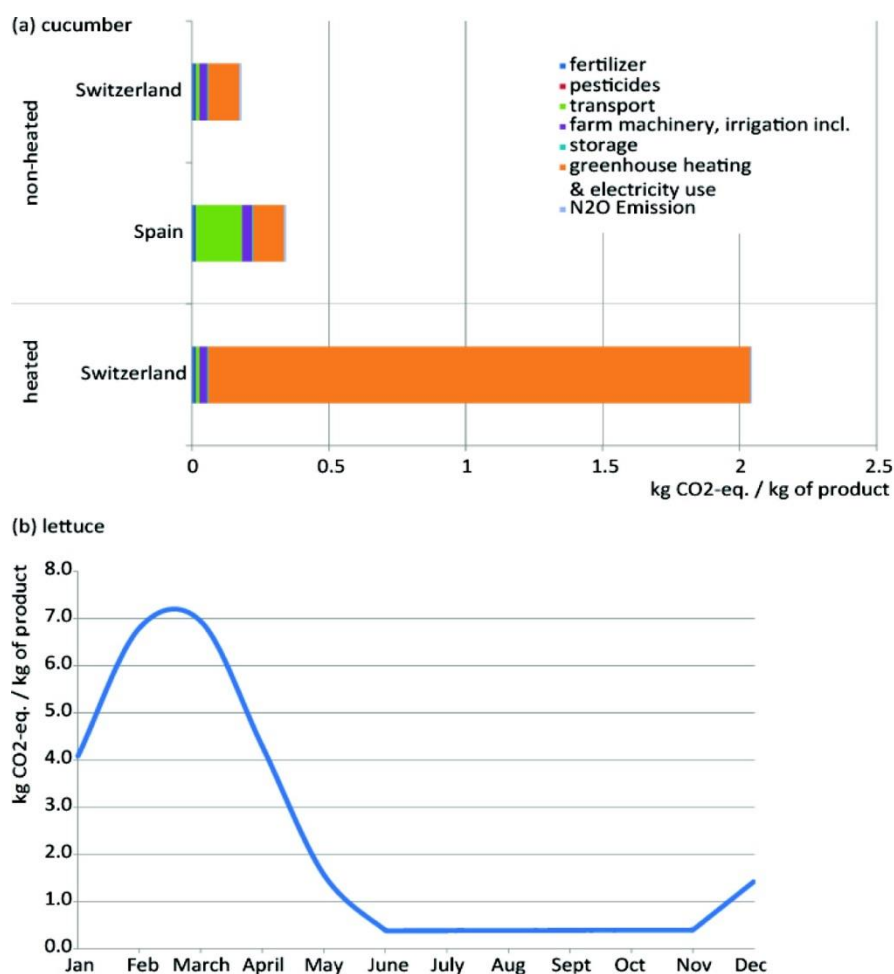 (a) cucumber
non-heated
Switzerland
Spain
heated
Switzerland
fertilizer
pesticides
transport
farm machinery, irrigation incl.
storage
greenhouse heating
& electricity use
N2O Emission
0 0.5 1 1.5 2 2.5
kg CO2-eq. / kg of product
(b) lettuce
kg CO2-eq. / kg of product
8.0
7.0
6.0
5.0
4.0
3.0
2.0
1.0
0.0
Jan Feb March April May June July Aug Sept Oct Nov Dec